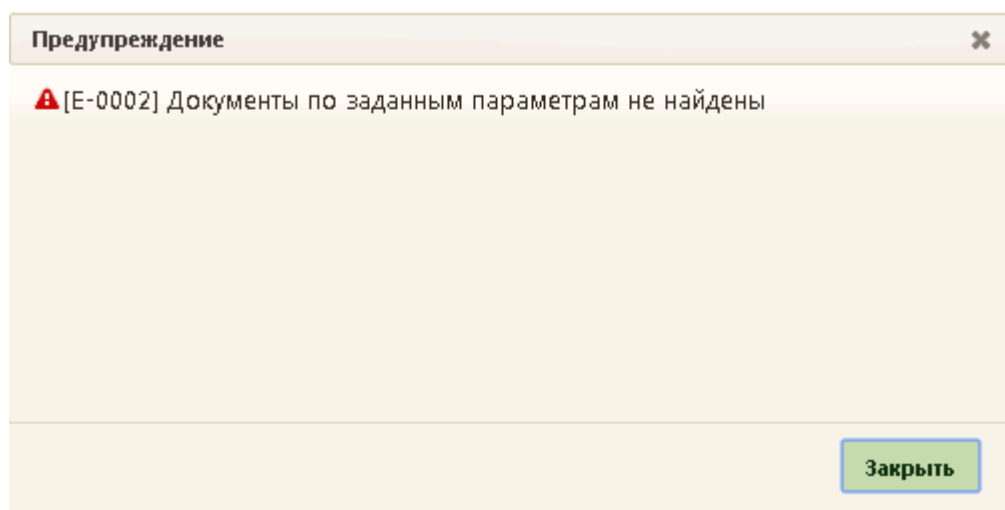 Предупреждение
[E-0002] Документы по заданным параметрам не найдены
Закрыть